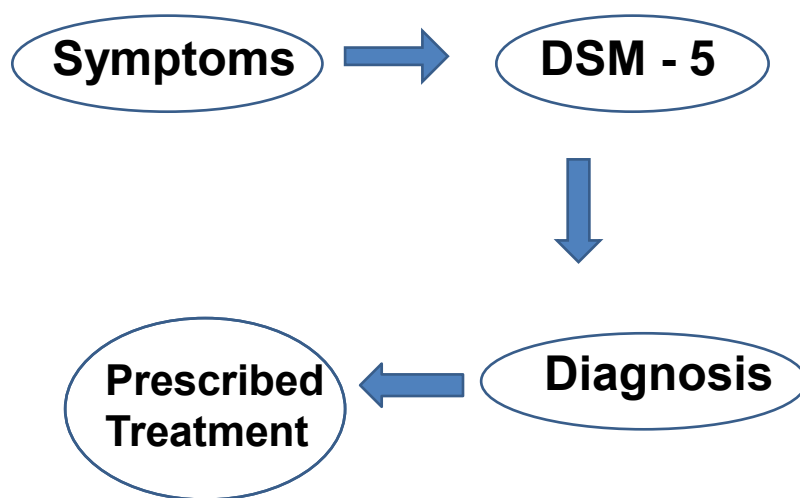 Symptoms
DSM - 5
Diagnosis
Prescribed
Treatment